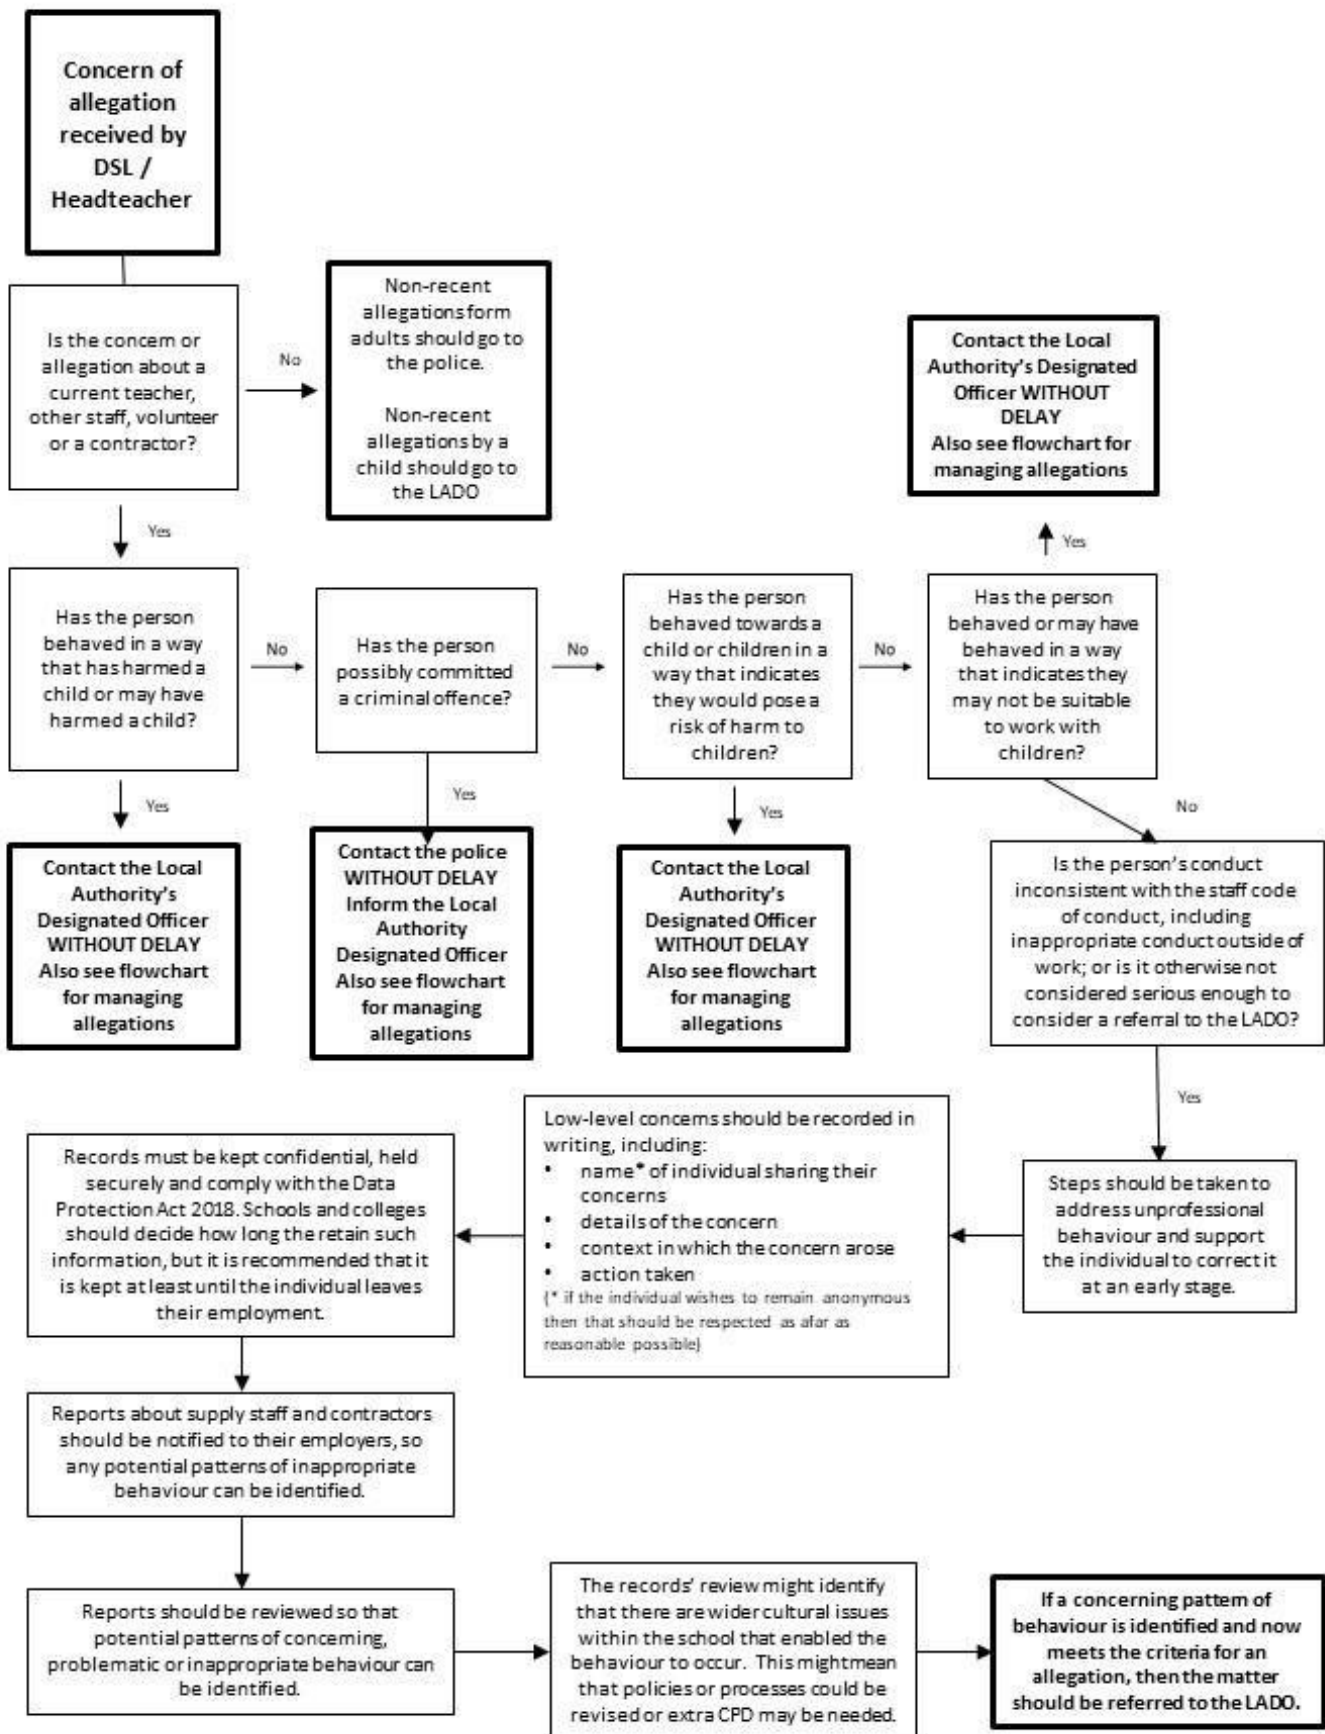 Concern of
allegation
received by
DSL /
Headteacher
Is the concern or
allegation about a
current teacher,
other staff, volunteer
or a contractor?
No
Non-recent
allegations form
adults should go to
the police.
Non-recent
allegations by a
child should go to
the LADO
Contact the Local
Authority's Designated
Officer WITHOUT
DELAY
Also see flowchart for
managing allegations
Yes
Yes
Has the person
behaved in a way
that has harmed a
child or may have
harmed a child?
No
Has the person
possibly committed
a criminal offence?
No
Has the person
behaved towards a
child or children in a
way that indicates
they would pose a
risk of harm to
children?
No
Has the person
behaved or may have
behaved in a way
that indicates they
may not be suitable
to work with
children?
Yes
Yes
Yes
No
Contact the Local
Authority's
Designated Officer
WITHOUT DELAY
Also see flowchart
for managing
allegations
Contact the police
WITHOUT DELAY
Inform the Local
Authority
Designated Officer
Also see flowchart
for managing
allegations
Contact the Local
Authority's
Designated Officer
WITHOUT DELAY
Also see flowchart
for managing
allegations
Is the person's conduct
inconsistent with the staff code
of conduct, including
inappropriate conduct outside of
work; or is it otherwise not
considered serious enough to
consider a referral to the LADO?
Yes
Steps should be taken to
address unprofessional
behaviour and support
the individual to correct it
at an early stage.
Low-level concerns should be recorded in
writing, including:
• name* of individual sharing their
concerns
• details of the concern
• context in which the concern arose
• action taken
(* if the individual wishes to remain anonymous
then that should be respected as afar as
reasonable possible)
Records must be kept confidential, held
securely and comply with the Data
Protection Act 2018. Schools and colleges
should decide how long the retain such
information, but it is recommended that it
is kept at least until the individual leaves
their employment.
Reports about supply staff and contractors
should be notified to their employers, so
any potential patterns of inappropriate
behaviour can be identified.
Reports should be reviewed so that
potential patterns of concerning,
problematic or inappropriate behaviour can
be identified.
The records' review might identify
that there are wider cultural issues
within the school that enabled the
behaviour to occur. This might mean
that policies or processes could be
revised or extra CPD may be needed.
If a concerning pattern of
behaviour is identified and now
meets the criteria for an
allegation, then the matter
should be referred to the LADO.